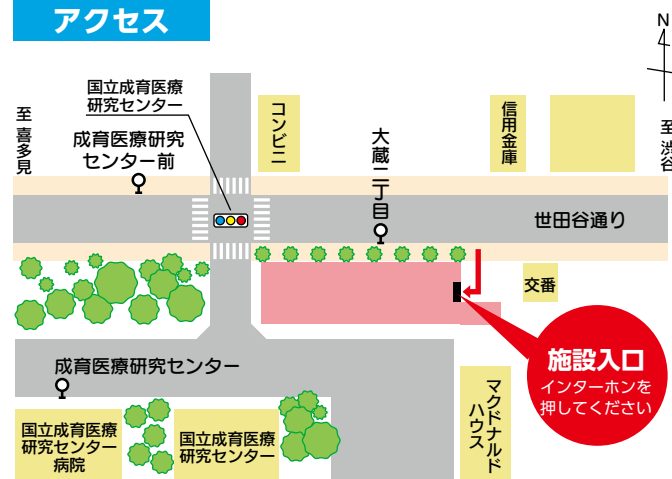 アクセス
N
国立成育医療
研究センター
至 喜多見
成育医療研究
センター前
コンビニ
大蔵二丁目
信用金庫
至 渋谷
世田谷通り
交番
施設入口
インターホンを
押してください
成育医療研究センター
マクドナルド
ハウス
国立成育医療
研究センター
病院
国立成育医療
研究センター